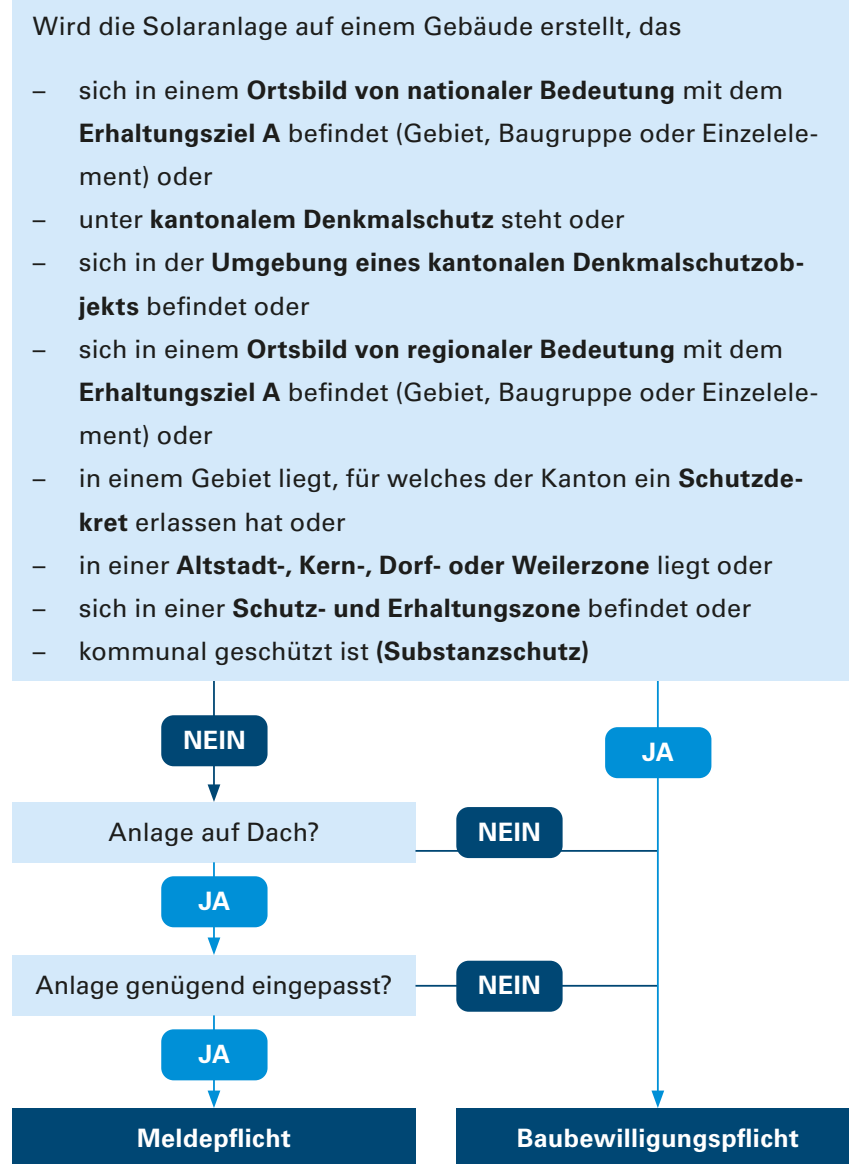 Wird die Solaranlage auf einem Gebäude erstellt, das
– sich in einem Ortsbild von nationaler Bedeutung mit dem
Erhaltungsziel A befindet (Gebiet, Baugruppe oder Einzelele-
ment) oder
– unter kantonalem Denkmalschutz steht oder
– sich in der Umgebung eines kantonalen Denkmalschutzob-
jekts befindet oder
– sich in einem Ortsbild von regionaler Bedeutung mit dem
Erhaltungsziel A befindet (Gebiet, Baugruppe oder Einzelele-
ment) oder
– in einem Gebiet liegt, für welches der Kanton ein Schutzde-
kret erlassen hat oder
– in einer Altstadt-, Kern-, Dorf- oder Weilerzone liegt oder
– sich in einer Schutz- und Erhaltungszone befindet oder
– kommunal geschützt ist (Substanzschutz)
NEIN
JA
Anlage auf Dach?
NEIN
JA
Anlage genügend eingepasst?
NEIN
JA
Meldepflicht
Baubewilligungspflicht